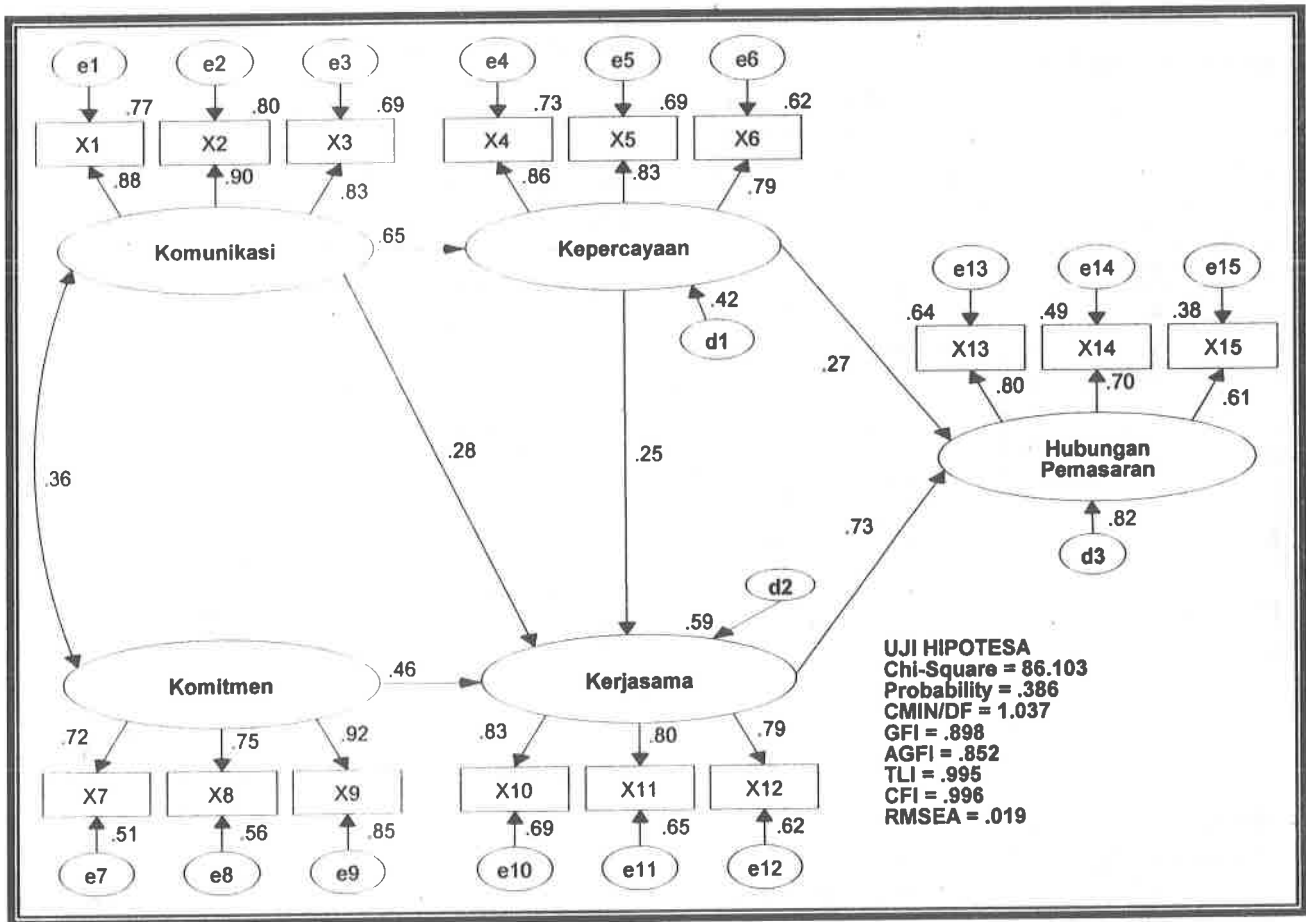 e1 e2 e3 e4 e5 e6
.77 .80 .69 .73 .69 .62
X1 X2 X3 X4 X5 X6
.88 .90 .83 .86 .83 .79
Komunikasi .65 Kepercayaan
e13 e14 e15
.42
d1
.64 .49 .38
X13 X14 X15
.27
.80 .70 .61
.36 .28 .25
Hubungan
Pemasaran
.73
.82
d3
d2
.59
Komitmen .46 Kerjasama
.72 .75 .92 .83 .80 .79
X7 X8 X9 X10 X11 X12
.51 .56 .85 .69 .65 .62
e7 e8 e9 e10 e11 e12
UJI HIPOTESA
Chi-Square = 86.103
Probability = .386
CMIN/DF = 1.037
GFI = .898
AGFI = .852
TLI = .995
CFI = .996
RMSEA = .019